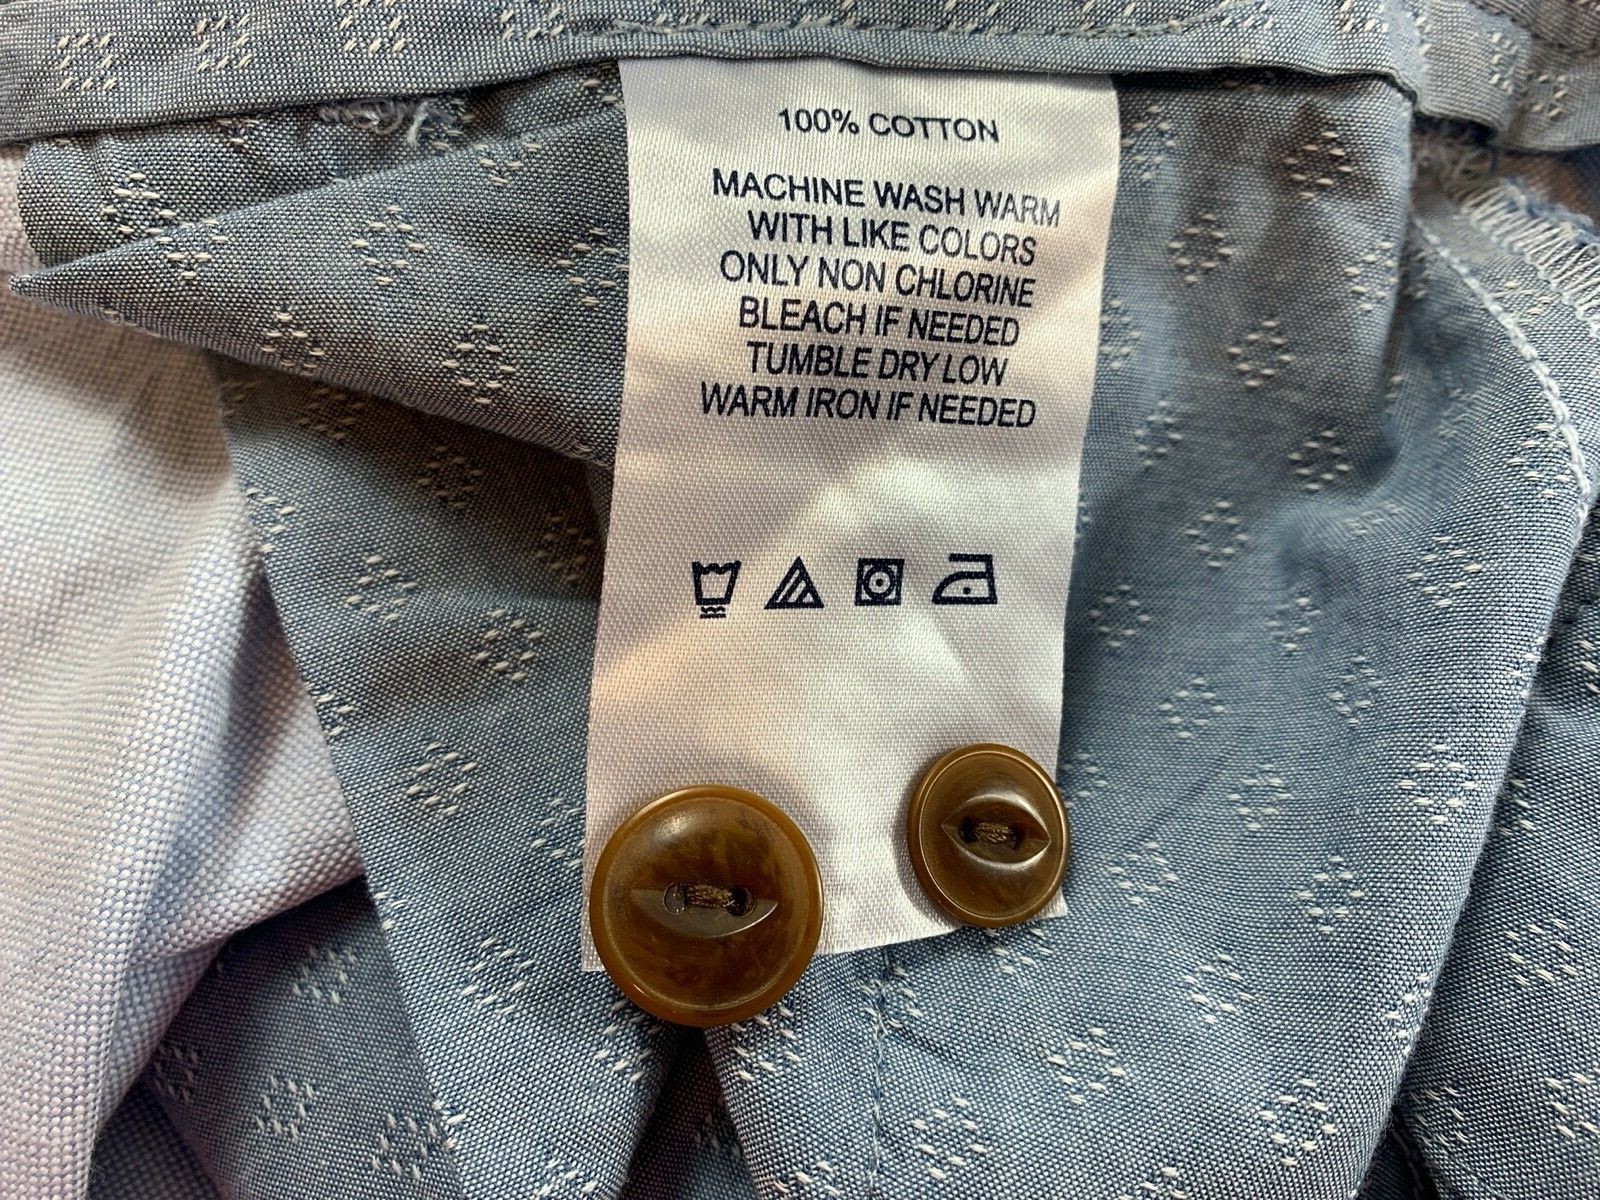 100% COTTON
MACHINE WASH WARM
WITH LIKE COLORS
ONLY NON CHLORINE
BLEACH IF NEEDED
TUMBLE DRY LOW
WARM IRON IF NEEDED